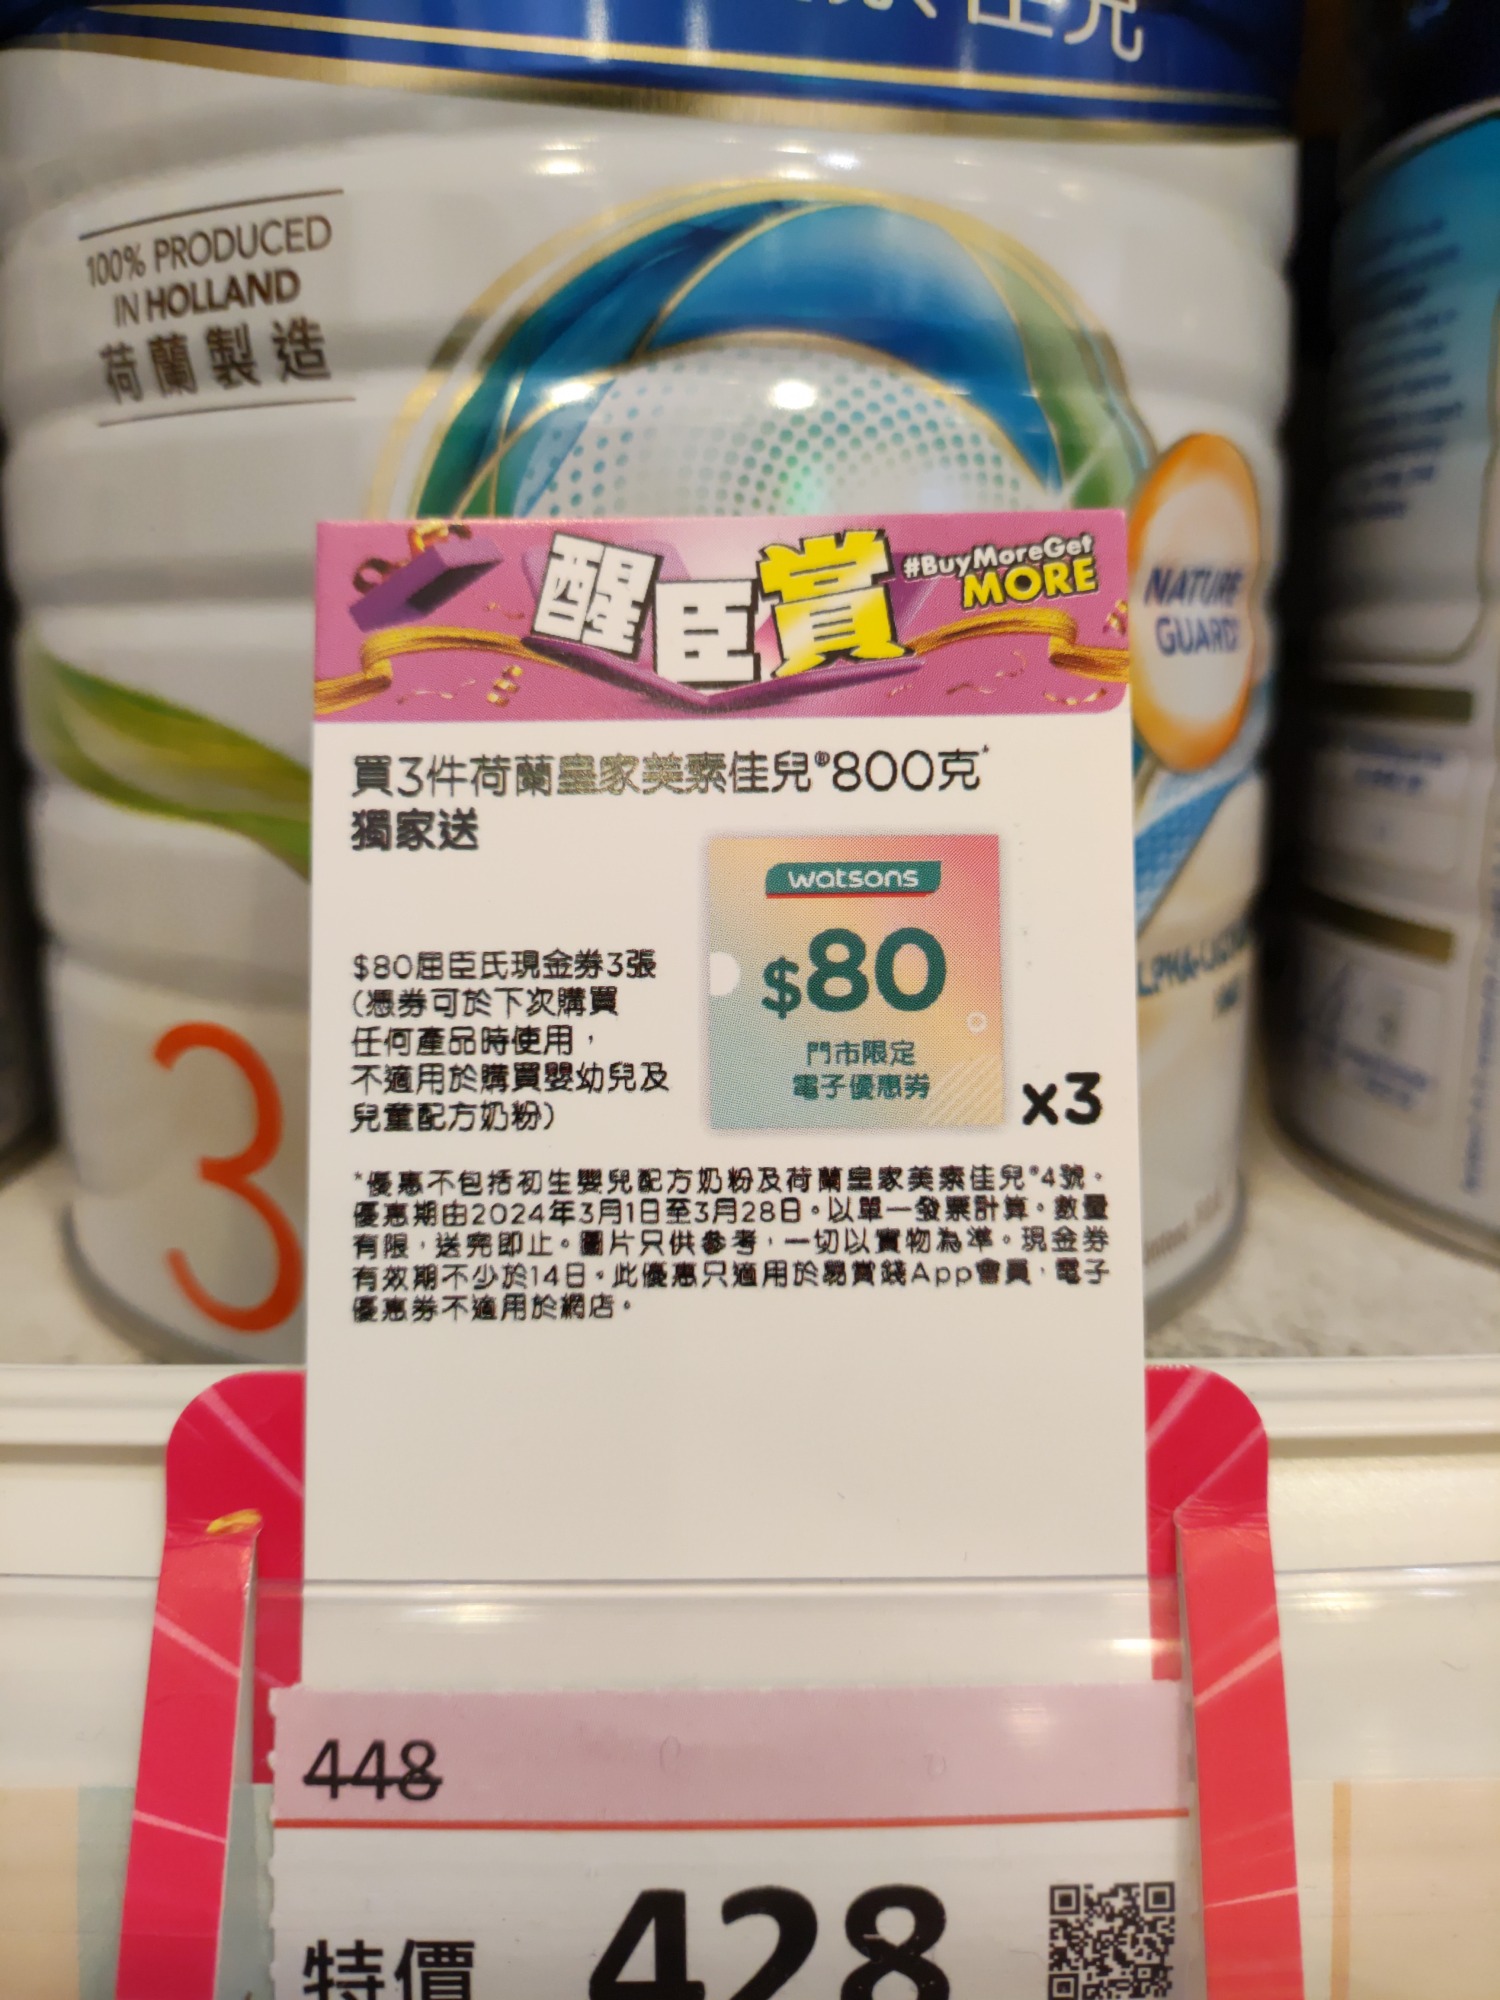 佳兒
100% PRODUCED
IN HOLLAND
荷蘭製造
NATURE
GUARD
3
醒臣賞
#BuyMoreGet
MORE
買3件荷蘭皇家美素佳兒®800克*
獨家送
watsons
$80
門市限定
電子優惠券
x3
$80屈臣氏現金券3張
(憑券可於下次購買
任何產品時使用，
不適用於購買嬰幼兒及
兒童配方奶粉)
*優惠不包括初生嬰兒配方奶粉及荷蘭皇家美素佳兒®4號。
優惠期由2024年3月1日至3月28日。以單一發票計算。數量
有限，送完即止。圖片只供參考，一切以實物為準。現金券
有效期不少於14日。此優惠只適用於易賞錢App會員，電子
優惠券不適用於網店。
448
特價 428